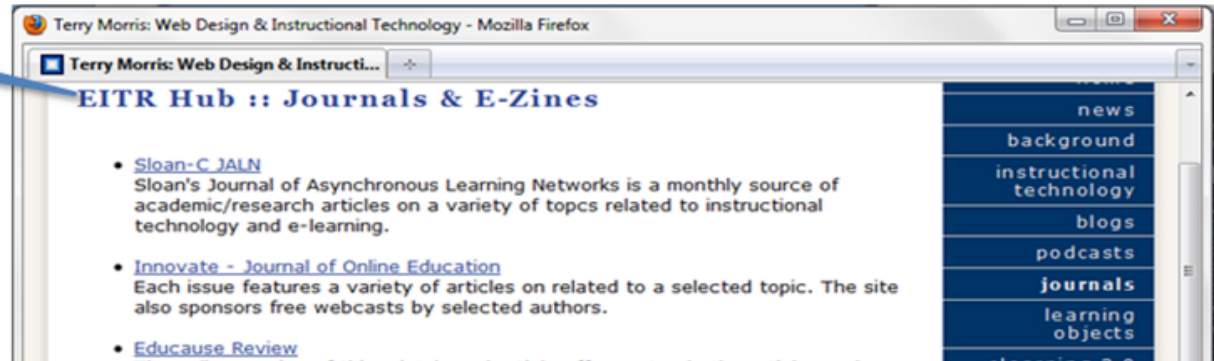 Terry Morris: Web Design & Instructional Technology - Mozilla Firefox
Terry Morris: Web Design & Instructi...
EITR Hub :: Journals & E-Zines
Sloan-C JALN
Sloan's Journal of Asynchronous Learning Networks is a monthly source of
academic/research articles on a variety of topcs related to instructional
technology and e-learning.
Innovate - Journal of Online Education
Each issue features a variety of articles on related to a selected topic. The site
also sponsors free webcasts by selected authors.
Educause Review
news
background
instructional
technology
blogs
podcasts
journals
learning
objects